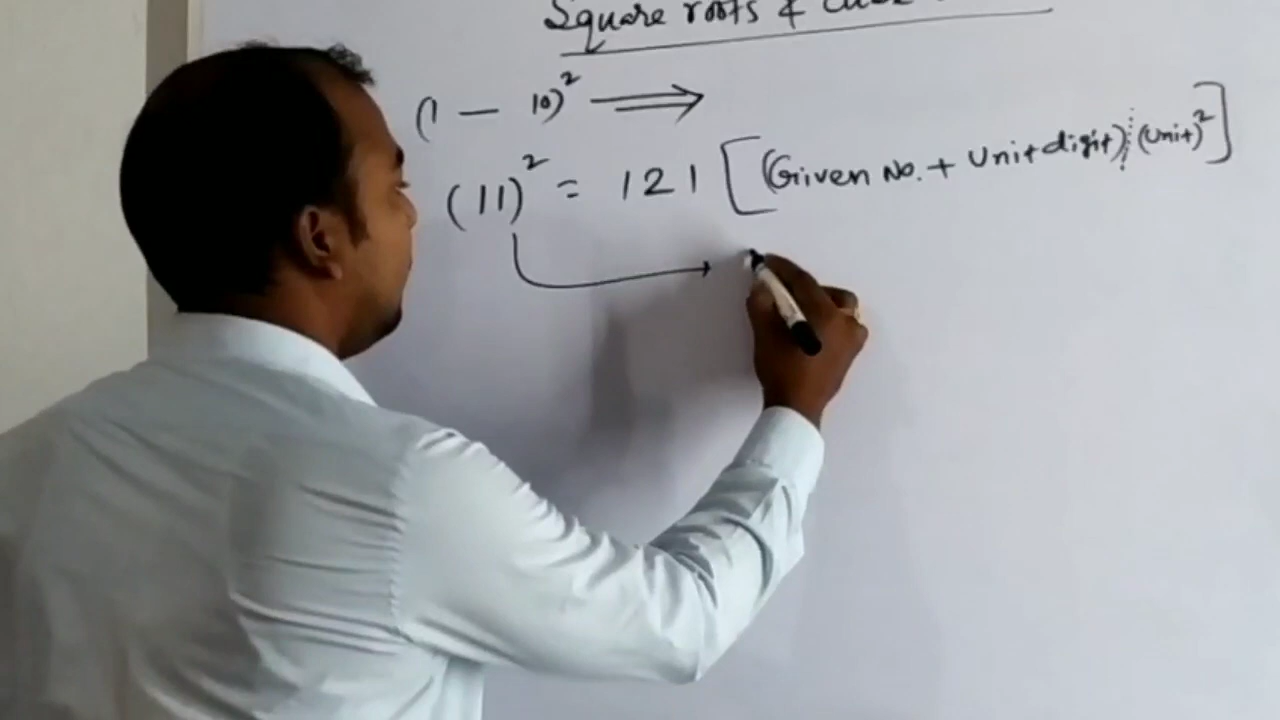 Square roots &
(1 — 10)² ⟹
(11)² = 121 [(Given No. + Unit digit) ⋮ (Unit)²]